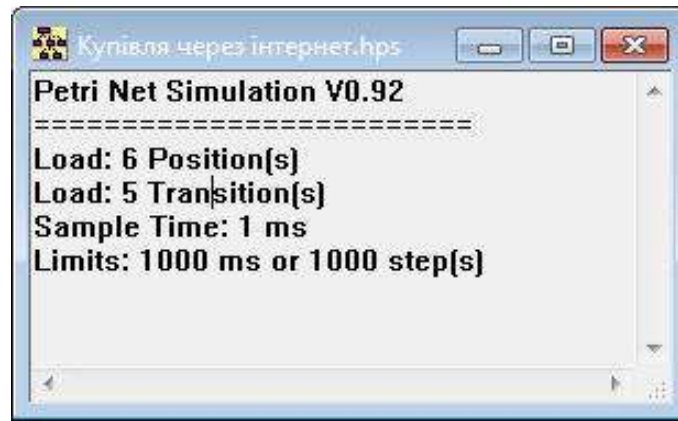 Купівля через інтернет.hps
Petri Net Simulation V0.92
=========================
Load: 6 Position(s)
Load: 5 Transition(s)
Sample Time: 1 ms
Limits: 1000 ms or 1000 step(s)